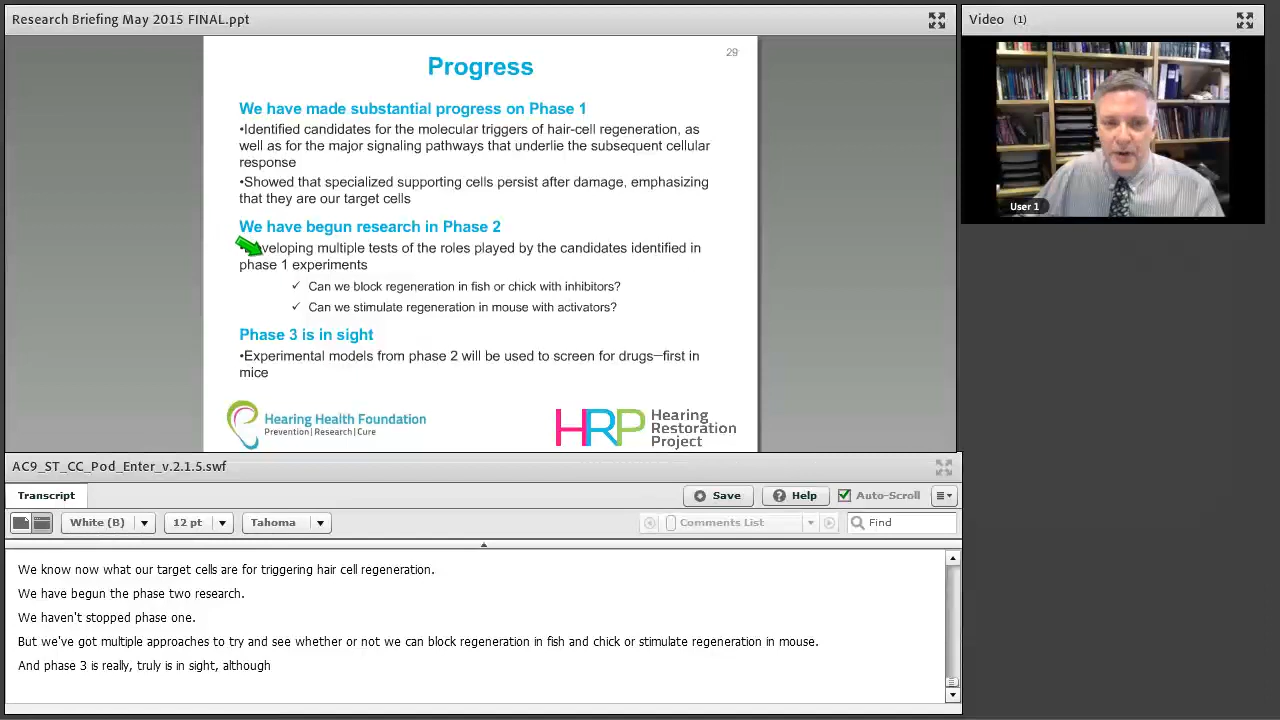 Research Briefing May 2015 FINAL.ppt
Video (1)
29
Progress
We have made substantial progress on Phase 1
•Identified candidates for the molecular triggers of hair-cell regeneration, as
well as for the major signaling pathways that underlie the subsequent cellular
response
•Showed that specialized supporting cells persist after damage, emphasizing
that they are our target cells
We have begun research in Phase 2
multiple tests of the roles played by the candidates identified in
phase 1 experiments
✓ Can we block regeneration in fish or chick with inhibitors?
✓ Can we stimulate regeneration in mouse with activators?
Phase 3 is in sight
•Experimental models from phase 2 will be used to screen for drugs—first in
mice
Hearing Health Foundation
Prevention|Research|Cure
HRP Hearing
Restoration
Project
User 1
AC9_ST_CC_Pod_Enter_v.2.1.5.swf
Transcript
Save
Help
Auto-Scroll
White (B)
12 pt
Tahoma
Comments List
Find
We know now what our target cells are for triggering hair cell regeneration.
We have begun the phase two research.
We haven't stopped phase one.
But we've got multiple approaches to try and see whether or not we can block regeneration in fish and chick or stimulate regeneration in mouse.
And phase 3 is really, truly is in sight, although